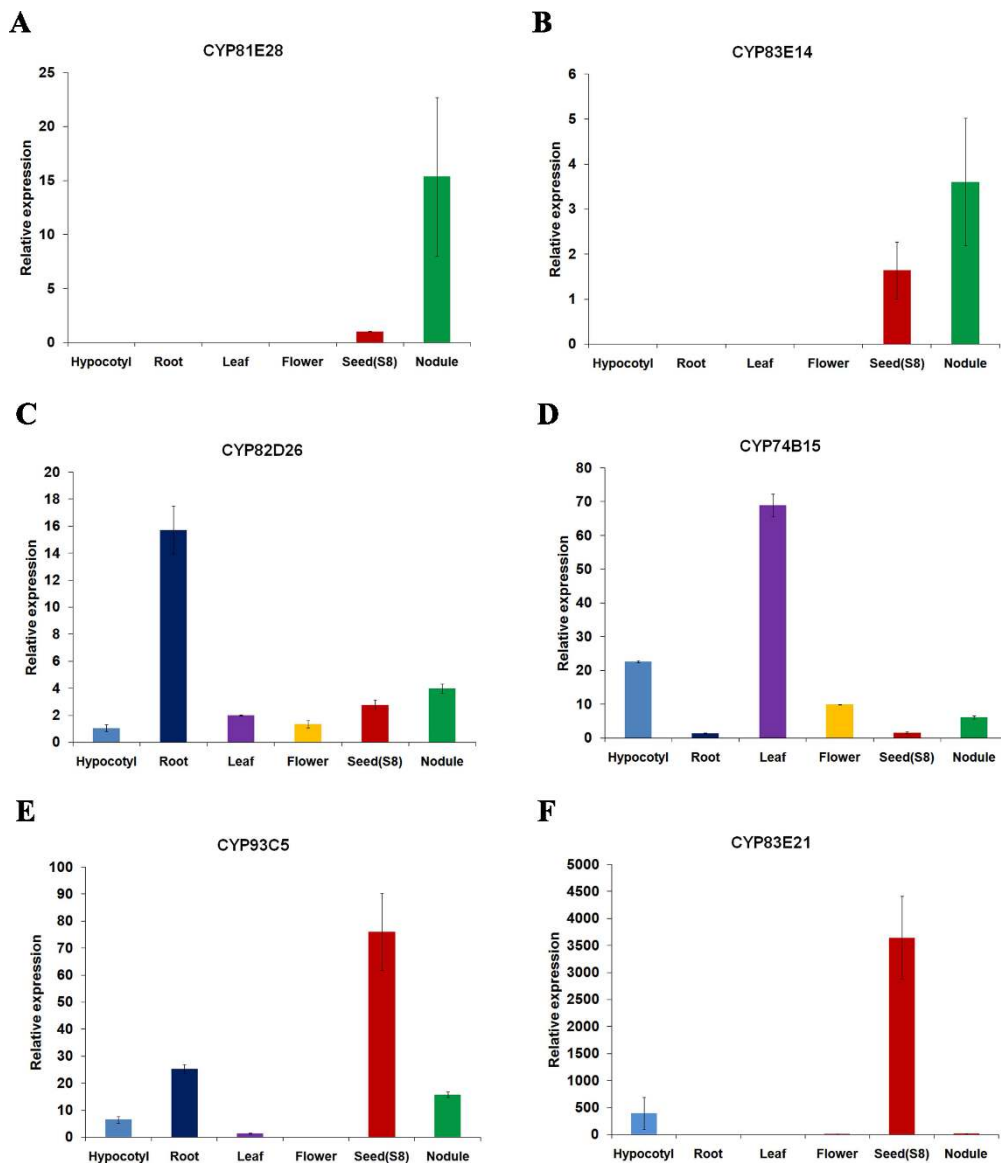 A
CYP81E28
Relative expression
25
20
15
10
5
0
Hypocotyl Root Leaf Flower Seed(S8) Nodule
B
CYP83E14
Relative expression
6
5
4
3
2
1
0
Hypocotyl Root Leaf Flower Seed(S8) Nodule
C
CYP82D26
Relative expression
20
18
16
14
12
10
8
6
4
2
0
Hypocotyl Root Leaf Flower Seed(S8) Nodule
D
CYP74B15
Relative expression
80
70
60
50
40
30
20
10
0
Hypocotyl Root Leaf Flower Seed(S8) Nodule
E
CYP93C5
Relative expression
100
90
80
70
60
50
40
30
20
10
0
Hypocotyl Root Leaf Flower Seed(S8) Nodule
F
CYP83E21
Relative expression
5000
4500
4000
3500
3000
2500
2000
1500
1000
500
0
Hypocotyl Root Leaf Flower Seed(S8) Nodule